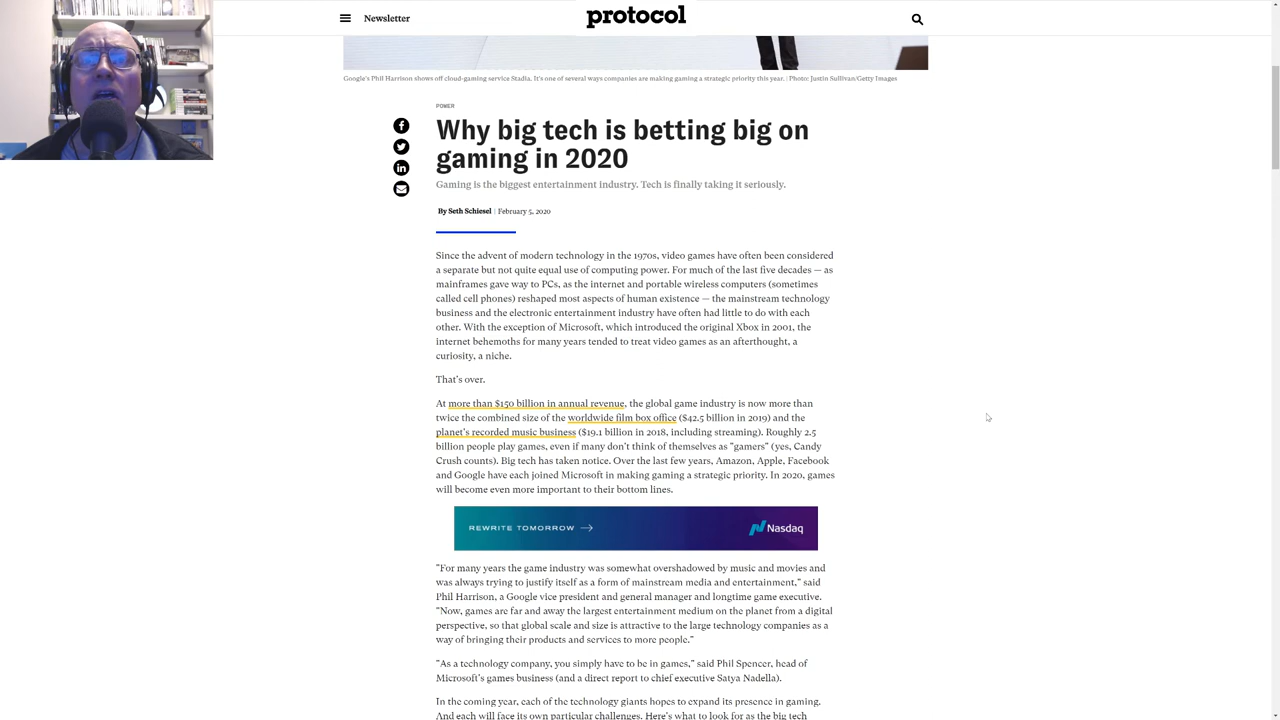 Newsletter
protocol
Google's Phil Harrison shows off cloud-gaming service Stadia. It's one of several ways companies are making gaming a strategic priority this year. | Photo: Justin Sullivan/Getty Images
POWER
Why big tech is betting big on
gaming in 2020
Gaming is the biggest entertainment industry. Tech is finally taking it seriously.
By Seth Schiesel | February 5, 2020
Since the advent of modern technology in the 1970s, video games have often been considered
a separate but not quite equal use of computing power. For much of the last five decades — as
mainframes gave way to PCs, as the internet and portable wireless computers (sometimes
called cell phones) reshaped most aspects of human existence — the mainstream technology
business and the electronic entertainment industry have often had little to do with each
other. With the exception of Microsoft, which introduced the original Xbox in 2001, the
internet behemoths for many years tended to treat video games as an afterthought, a
curiosity, a niche.
That's over.
At more than $150 billion in annual revenue, the global game industry is now more than
twice the combined size of the worldwide film box office ($42.5 billion in 2019) and the
planet's recorded music business ($19.1 billion in 2018, including streaming). Roughly 2.5
billion people play games, even if many don't think of themselves as "gamers" (yes, Candy
Crush counts). Big tech has taken notice. Over the last few years, Amazon, Apple, Facebook
and Google have each joined Microsoft in making gaming a strategic priority. In 2020, games
will become even more important to their bottom lines.
REWRITE TOMORROW → Nasdaq
"For many years the game industry was somewhat overshadowed by music and movies and
was always trying to justify itself as a form of mainstream media and entertainment," said
Phil Harrison, a Google vice president and general manager and longtime game executive.
"Now, games are far and away the largest entertainment medium on the planet from a digital
perspective, so that global scale and size is attractive to the large technology companies as a
way of bringing their products and services to more people."
"As a technology company, you simply have to be in games," said Phil Spencer, head of
Microsoft's games business (and a direct report to chief executive Satya Nadella).
In the coming year, each of the technology giants hopes to expand its presence in gaming.
And each will face its own particular challenges. Here's what to look for as the big tech